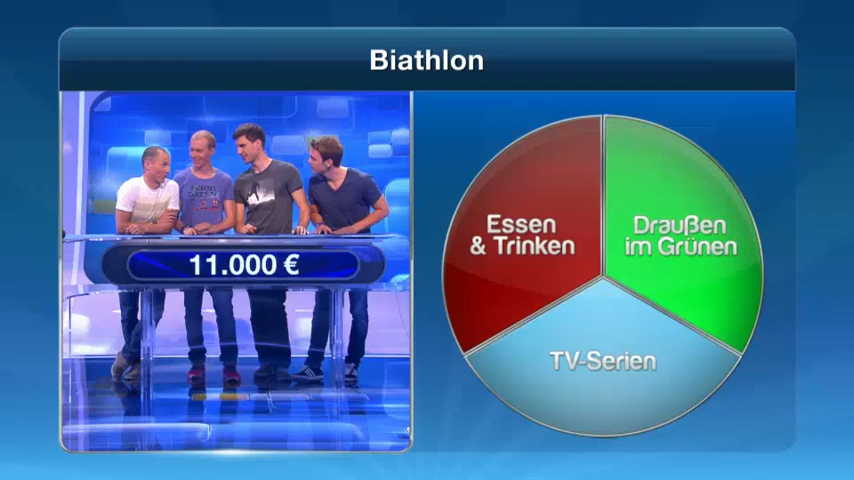 Biathlon
11.000 €
Essen
& Trinken
Draußen
im Grünen
TV-Serien